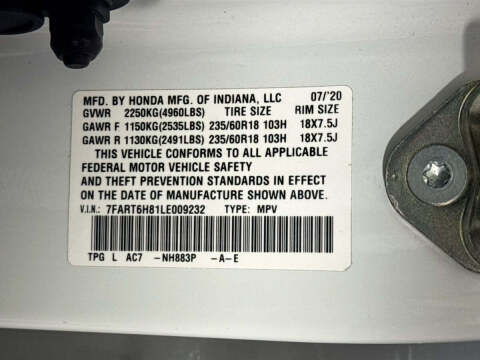 MFD. BY HONDA MFG. OF INDIANA, LLC 07/'20
GVWR 2250KG(4960LBS) TIRE SIZE RIM SIZE
GAWR F 1150KG(2535LBS) 235/60R18 103H 18X7.5J
GAWR R 1130KG(2491LBS) 235/60R18 103H 18X7.5J
THIS VEHICLE CONFORMS TO ALL APPLICABLE
FEDERAL MOTOR VEHICLE SAFETY
AND THEFT PREVENTION STANDARDS IN EFFECT
ON THE DATE OF MANUFACTURE SHOWN ABOVE.
V.I.N.: 7FART6H81LE009232 TYPE: MPV
TPG L AC7 -NH883P -A-E